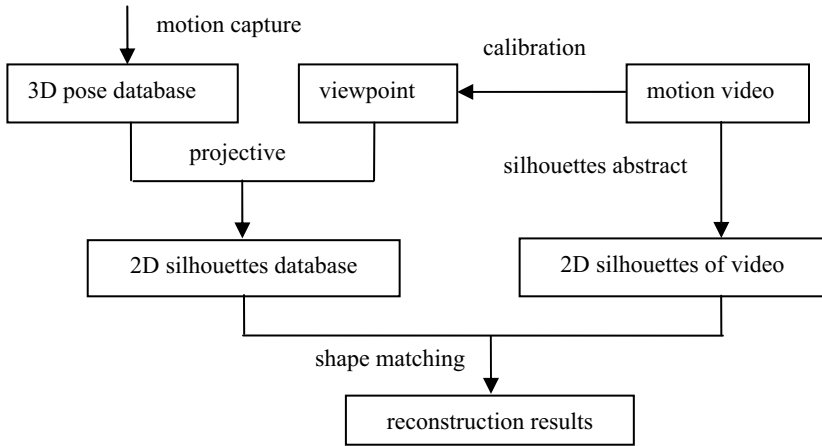 motion capture
calibration
3D pose database
viewpoint
motion video
projective
silhouettes abstract
2D silhouettes database
2D silhouettes of video
shape matching
reconstruction results